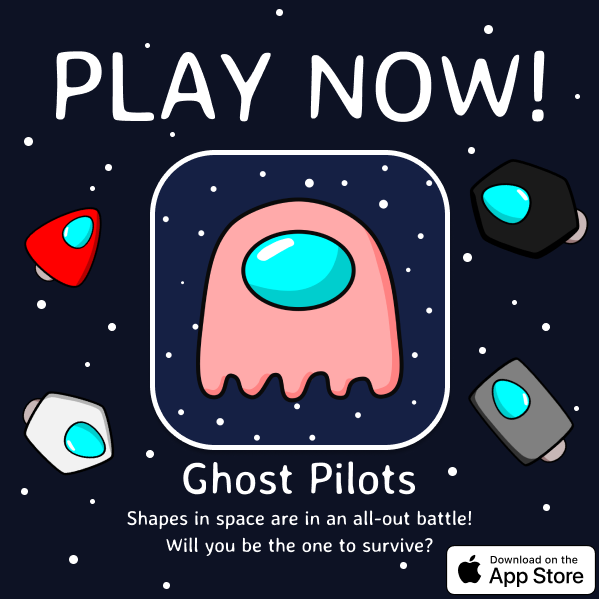 PLAY NOW!
Ghost Pilots
Shapes in space are in an all-out battle!
Will you be the one to survive?
Download on the
App Store